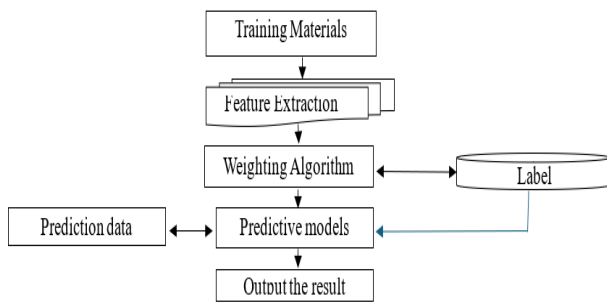 Training Materials
Feature Extraction
Weighting Algorithm
Label
Prediction data
Predictive models
Output the result